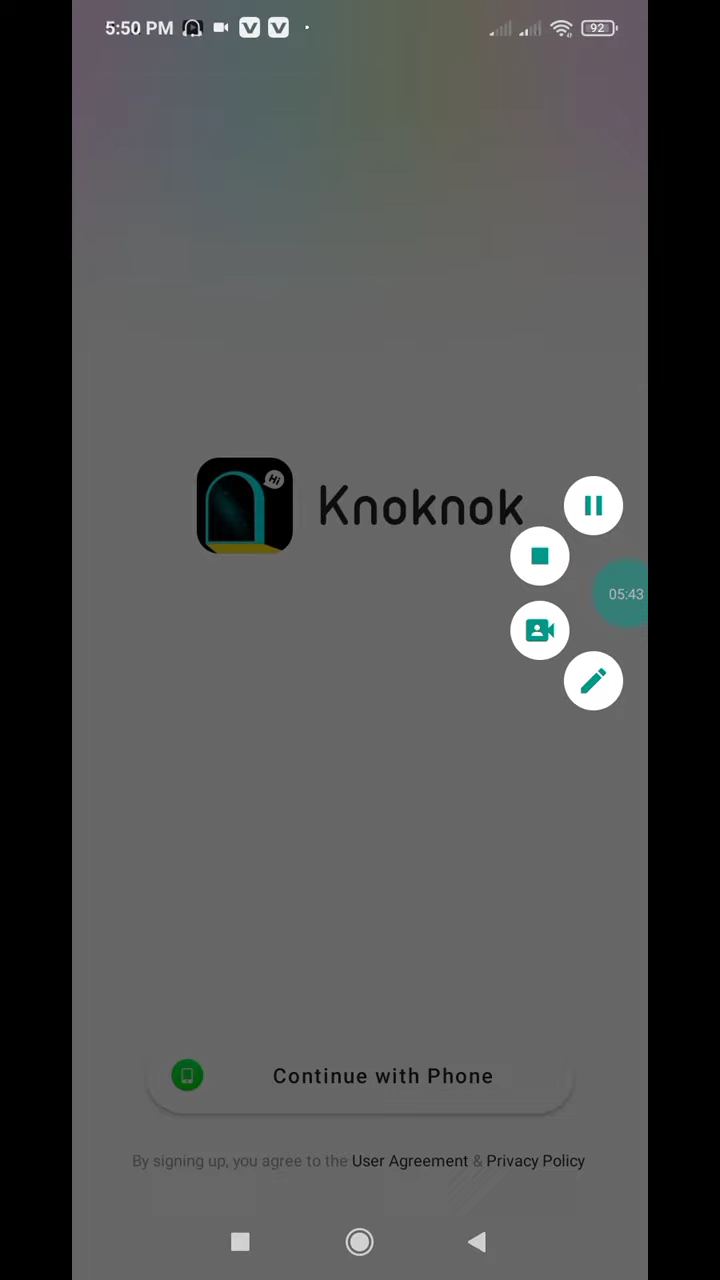 5:50 PM
92
Hi
Knoknok
05:43
Continue with Phone
By signing up, you agree to the User Agreement & Privacy Policy